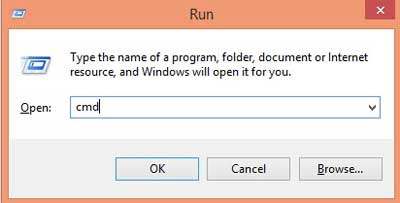 Run
Type the name of a program, folder, document or Internet
resource, and Windows will open it for you.
Open: cmd
OK Cancel Browse...